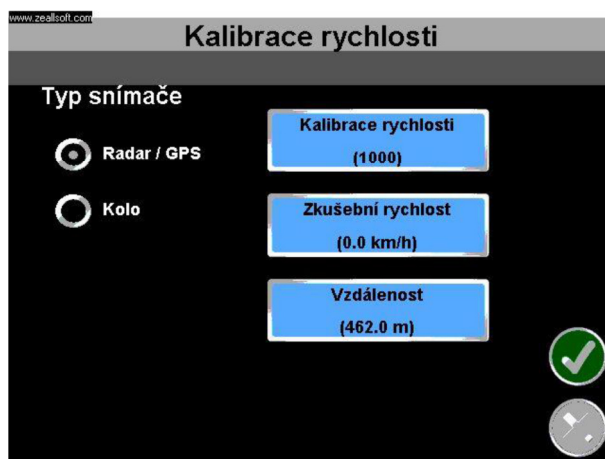 www.zeallsoft.com
Kalibrace rychlosti
Typ snímače
Radar / GPS
Kolo
Kalibrace rychlosti
(1000)
Zkušební rychlost
(0.0 km/h)
Vzdálenost
(462.0 m)